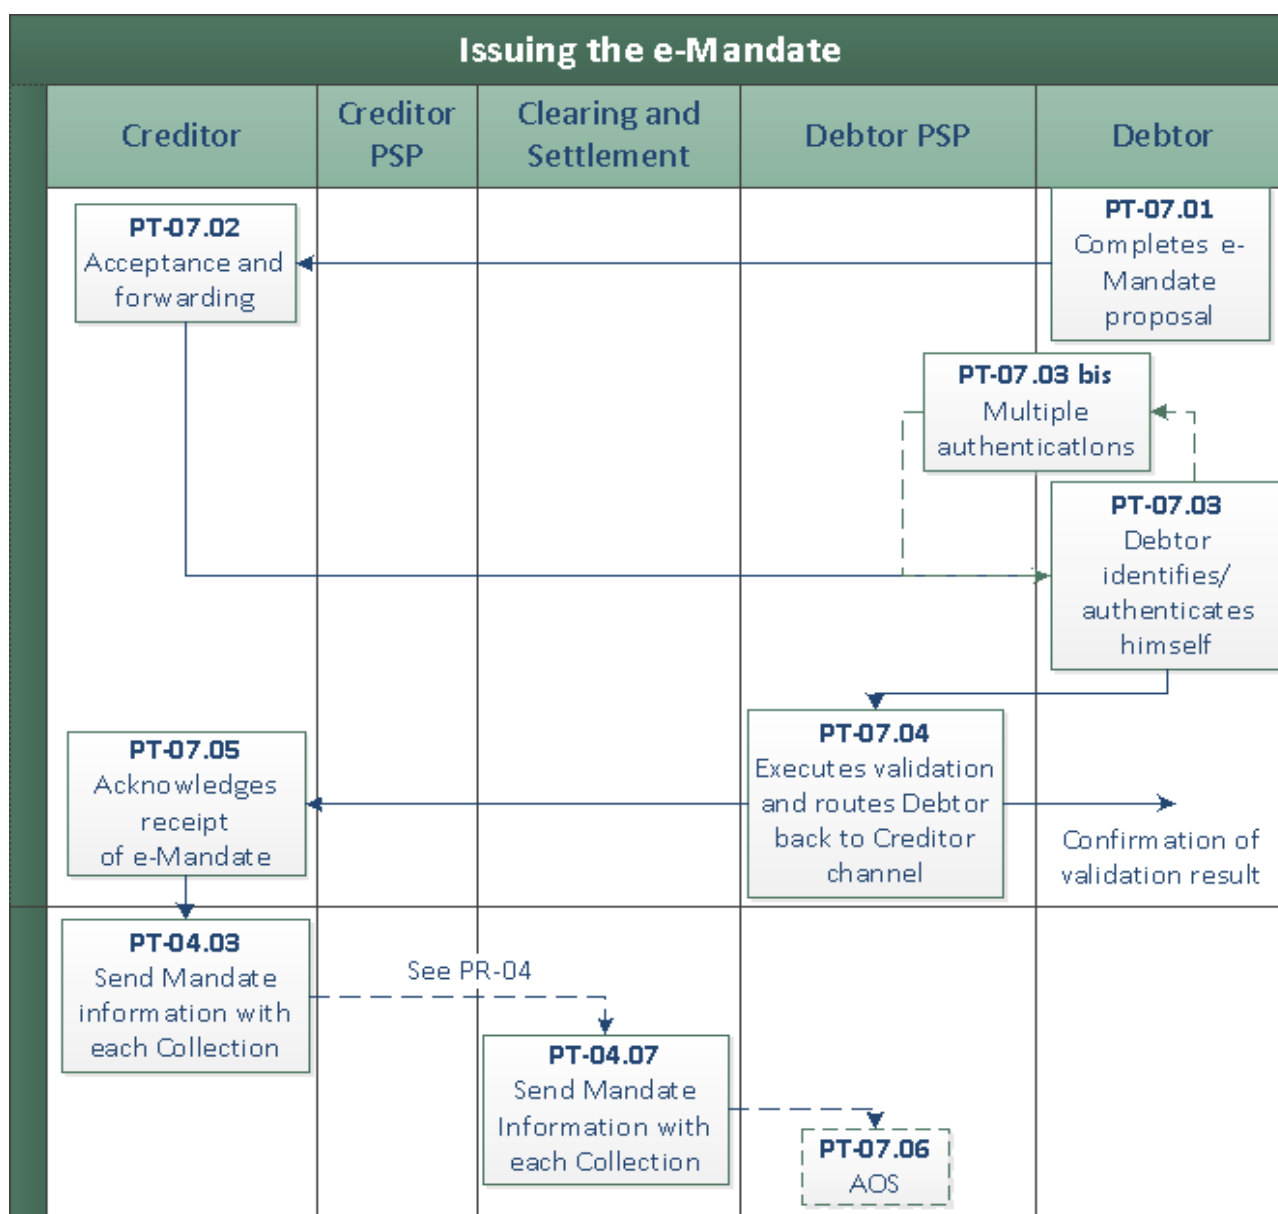 Issuing the e-Mandate
Creditor
Creditor
PSP
Clearing and
Settlement
Debtor PSP
Debtor
PT-07.01
Completes e-
Mandate
proposal
PT-07.02
Acceptance and
forwarding
PT-07.03 bis
Multiple
authenticatIons
PT-07.03
Debtor
identifies/
authenticates
himself
PT-07.04
Executes validation
and routes Debtor
back to Creditor
channel
Confirmation of
validation result
PT-07.05
Acknowledges
receipt
of e-Mandate
PT-04.03
Send Mandate
information with
each Collection
See PR-04
PT-04.07
Send Mandate
Information with
each Collection
PT-07.06
AOS